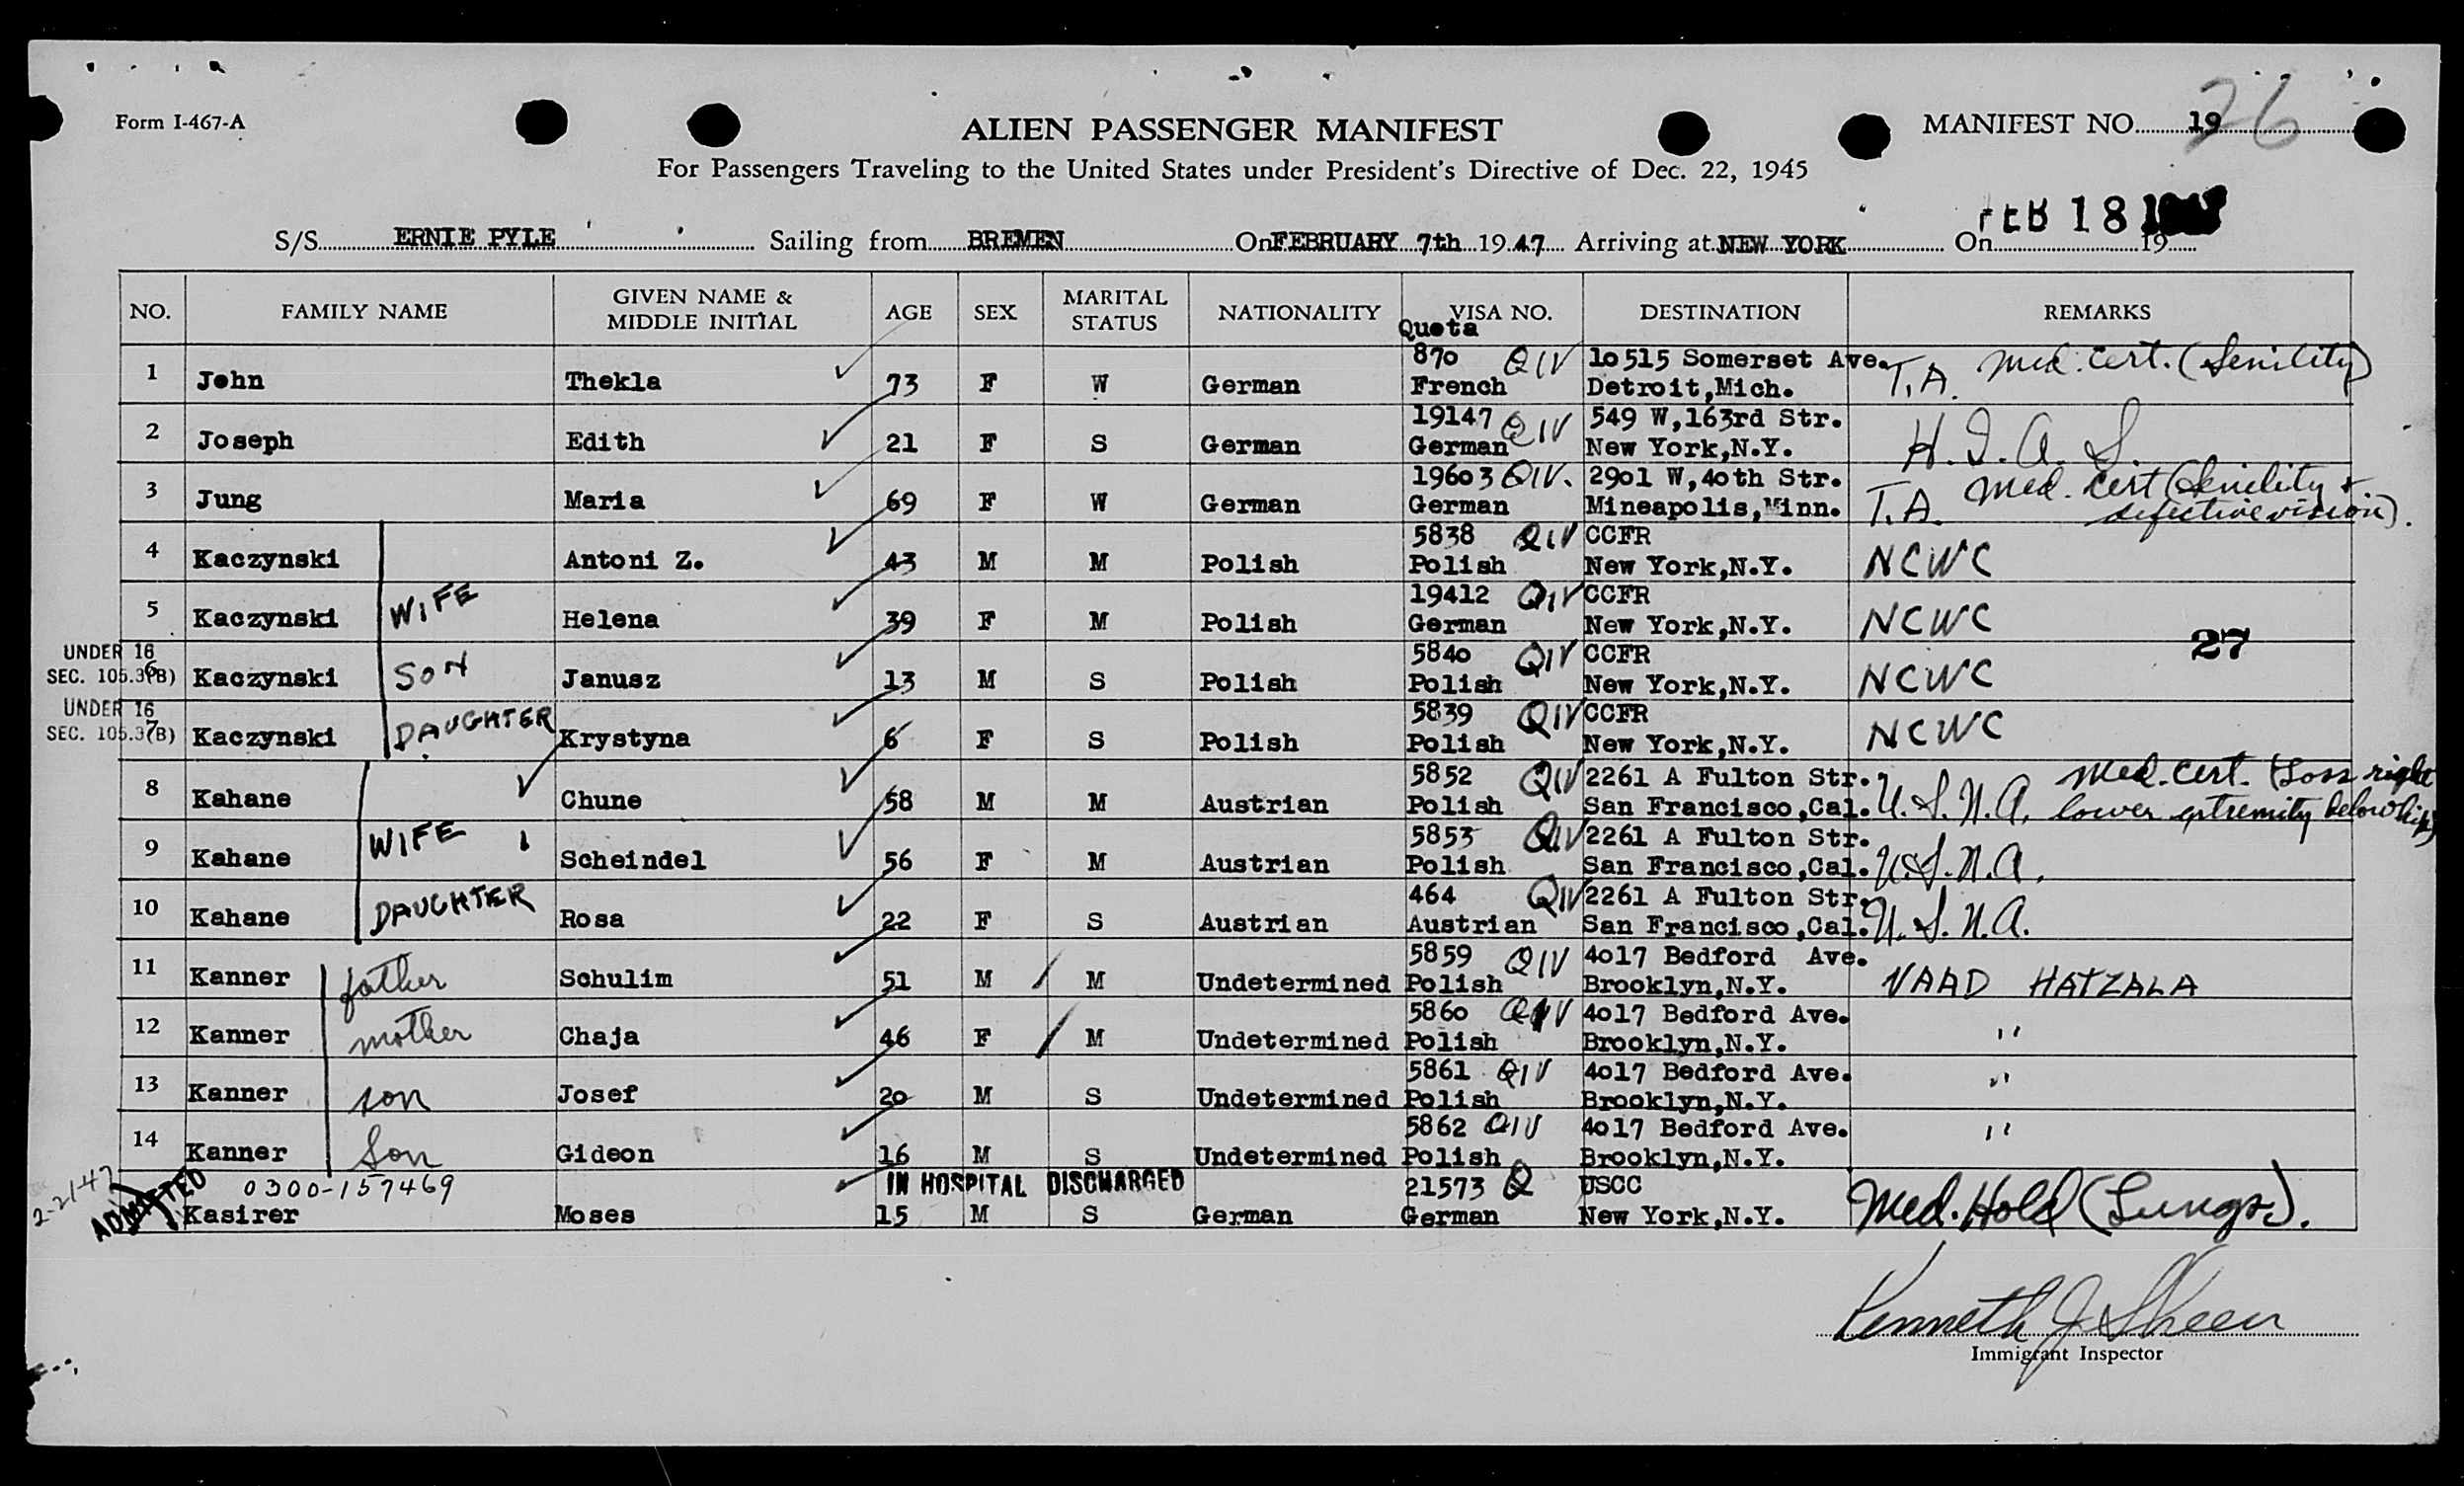 Form I-467-A
ALIEN PASSENGER MANIFEST
MANIFEST NO. 19 26
For Passengers Traveling to the United States under President's Directive of Dec. 22, 1945
FEB 18
S/S ERNIE PYLE Sailing from BREMEN On FEBRUARY 7th 1947 Arriving at NEW YORK On 19
NO. FAMILY NAME GIVEN NAME & MIDDLE INITIAL AGE SEX MARITAL STATUS NATIONALITY VISA NO. DESTINATION REMARKS
Quota
870 QIV 10515 Somerset Ave. Med. cert. (Senility)
1 John Thekla 73 F W German French Detroit,Mich. T.A.
19147 QIV 549 W,163rd Str.
2 Joseph Edith 21 F S German German New York,N.Y. H.I.A.S.
19603 QIV. 2901 W,40th Str. Med. Cert (Senility +
3 Jung Maria 69 F W German German Mineapolis,Minn. T.A. defective vision).
5838 QIV CCFR
4 Kaczynski Antoni Z. 43 M M Polish Polish New York,N.Y. NCWC
19412 QIV CCFR
5 Kaczynski WIFE Helena 39 F M Polish German New York,N.Y. NCWC
27
UNDER 16 5840 QIV CCFR
SEC. 105.3(B) 6 Kaczynski SON Janusz 13 M S Polish Polish New York,N.Y. NCWC
UNDER 16 5839 QIV CCFR
SEC. 105.3(B) 7 Kaczynski DAUGHTER Krystyna 6 F S Polish Polish New York,N.Y. NCWC
5852 QIV 2261 A Fulton Str. Med. Cert. (Loss right
8 Kahane Chune 58 M M Austrian Polish San Francisco,Cal. U.S.N.A. lower extremity below hip)
5853 QIV 2261 A Fulton Str.
9 Kahane WIFE Scheindel 56 F M Austrian Polish San Francisco,Cal. U.S.N.A.
464 QIV 2261 A Fulton Str.
10 Kahane DAUGHTER Rosa 22 F S Austrian Austrian San Francisco,Cal. U.S.N.A.
5859 QIV 4017 Bedford Ave.
11 Kanner father Schulim 51 M M Undetermined Polish Brooklyn,N.Y. VAAD HATZALA
5860 QIV 4017 Bedford Ave.
12 Kanner mother Chaja 46 F M Undetermined Polish Brooklyn,N.Y. "
5861 QIV 4017 Bedford Ave.
13 Kanner son Josef 20 M S Undetermined Polish Brooklyn,N.Y. "
5862 QIV 4017 Bedford Ave.
14 Kanner Son Gideon 16 M S Undetermined Polish Brooklyn,N.Y. "
2-2147 0300-157469 IN HOSPITAL DISCHARGED 21573 Q USCC
ADMITTED Kasirer Moses 15 M S German German New York,N.Y. Med. Hold (Lungs).
Kenneth J Skeen
Immigrant Inspector